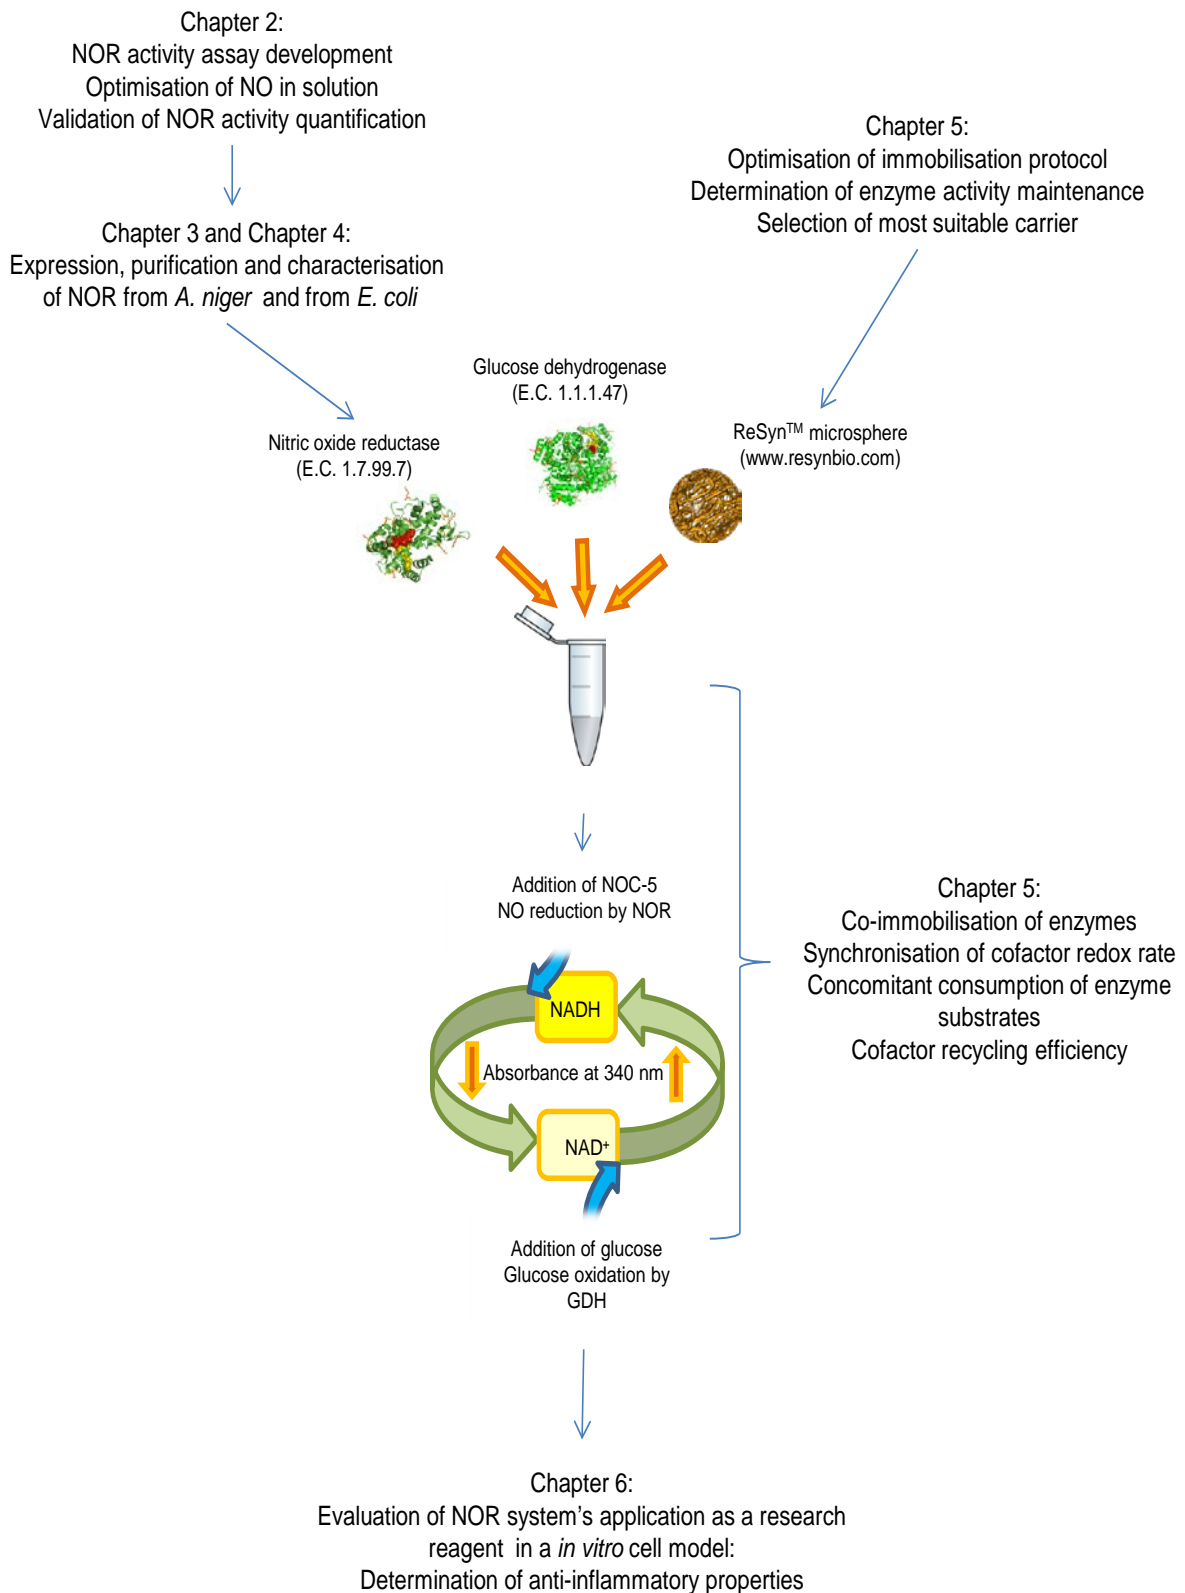 Chapter 2:
NOR activity assay development
Optimisation of NO in solution
Validation of NOR activity quantification
Chapter 5:
Optimisation of immobilisation protocol
Determination of enzyme activity maintenance
Selection of most suitable carrier
Chapter 3 and Chapter 4:
Expression, purification and characterisation
of NOR from A. niger and from E. coli
Glucose dehydrogenase
(E.C. 1.1.1.47)
Nitric oxide reductase
(E.C. 1.7.99.7)
ReSyn™ microsphere
(www.resynbio.com)
Addition of NOC-5
NO reduction by NOR
NADH
Absorbance at 340 nm
NAD⁺
Addition of glucose
Glucose oxidation by
GDH
Chapter 5:
Co-immobilisation of enzymes
Synchronisation of cofactor redox rate
Concomitant consumption of enzyme
substrates
Cofactor recycling efficiency
Chapter 6:
Evaluation of NOR system's application as a research
reagent in a in vitro cell model:
Determination of anti-inflammatory properties